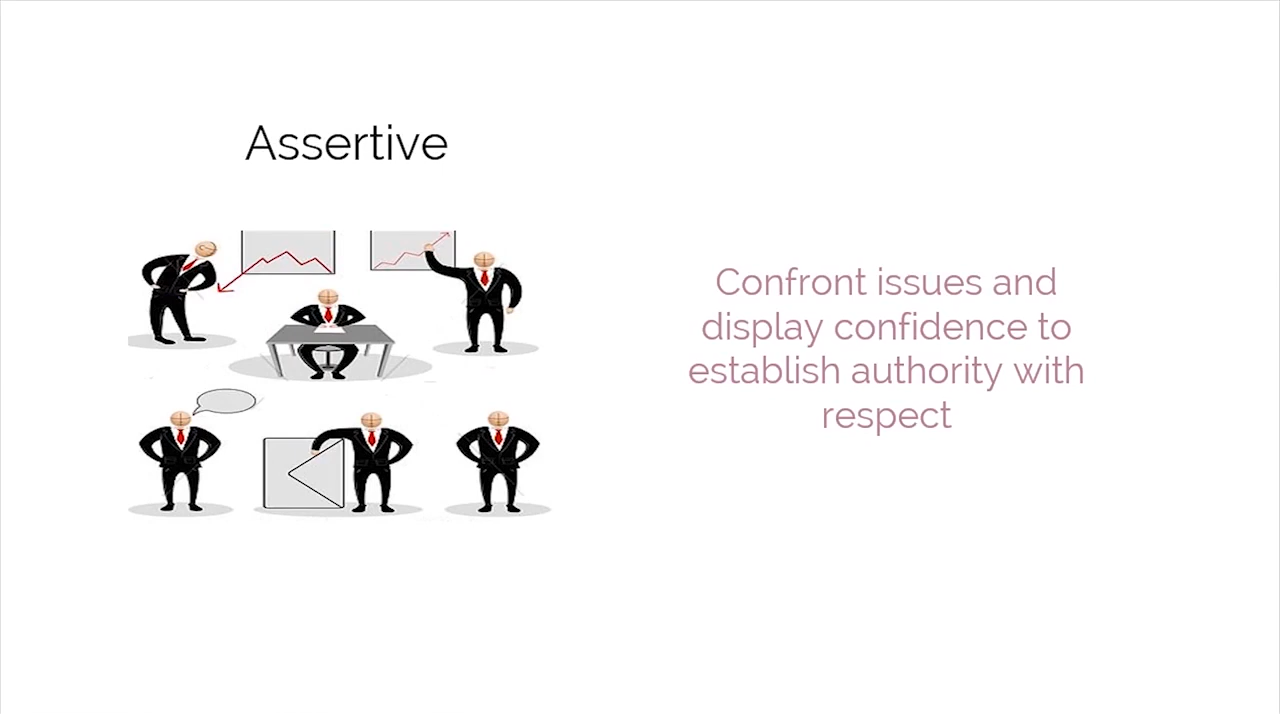 Assertive
Confront issues and
display confidence to
establish authority with
respect